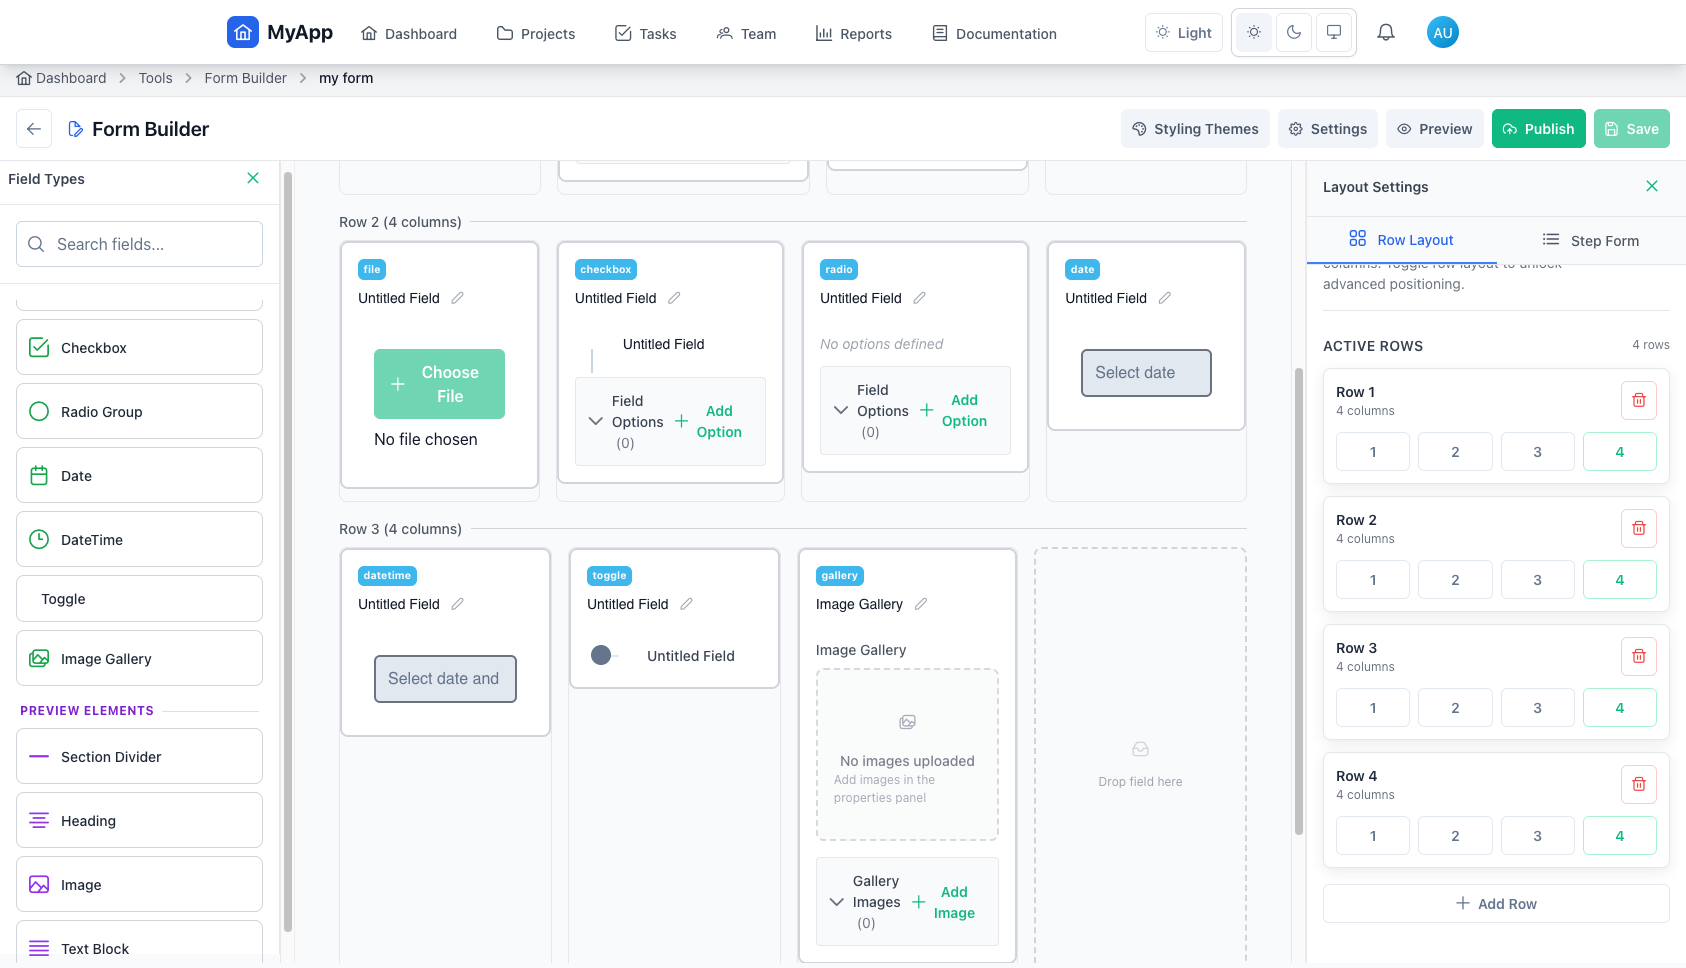 MyApp
Dashboard
Projects
Tasks
Team
Reports
Documentation
Light
AU
Dashboard
Tools
Form Builder
my form
Form Builder
Styling Themes
Settings
Preview
Publish
Save
Field Types
Search fields...
Checkbox
Radio Group
Date
DateTime
Toggle
Image Gallery
PREVIEW ELEMENTS
Section Divider
Heading
Image
Text Block
Row 2 (4 columns)
file
Untitled Field
Choose
File
No file chosen
checkbox
Untitled Field
Untitled Field
Field
Options
(0)
Add
Option
radio
Untitled Field
No options defined
Field
Options
(0)
Add
Option
date
Untitled Field
Select date
Row 3 (4 columns)
datetime
Untitled Field
Select date and
toggle
Untitled Field
Untitled Field
gallery
Image Gallery
Image Gallery
No images uploaded
Add images in the
properties panel
Gallery
Images
(0)
Add
Image
Drop field here
Layout Settings
Row Layout
Step Form
columns. Toggle row layout to unlock
advanced positioning.
ACTIVE ROWS
4 rows
Row 1
4 columns
1 2 3 4
Row 2
4 columns
1 2 3 4
Row 3
4 columns
1 2 3 4
Row 4
4 columns
1 2 3 4
Add Row